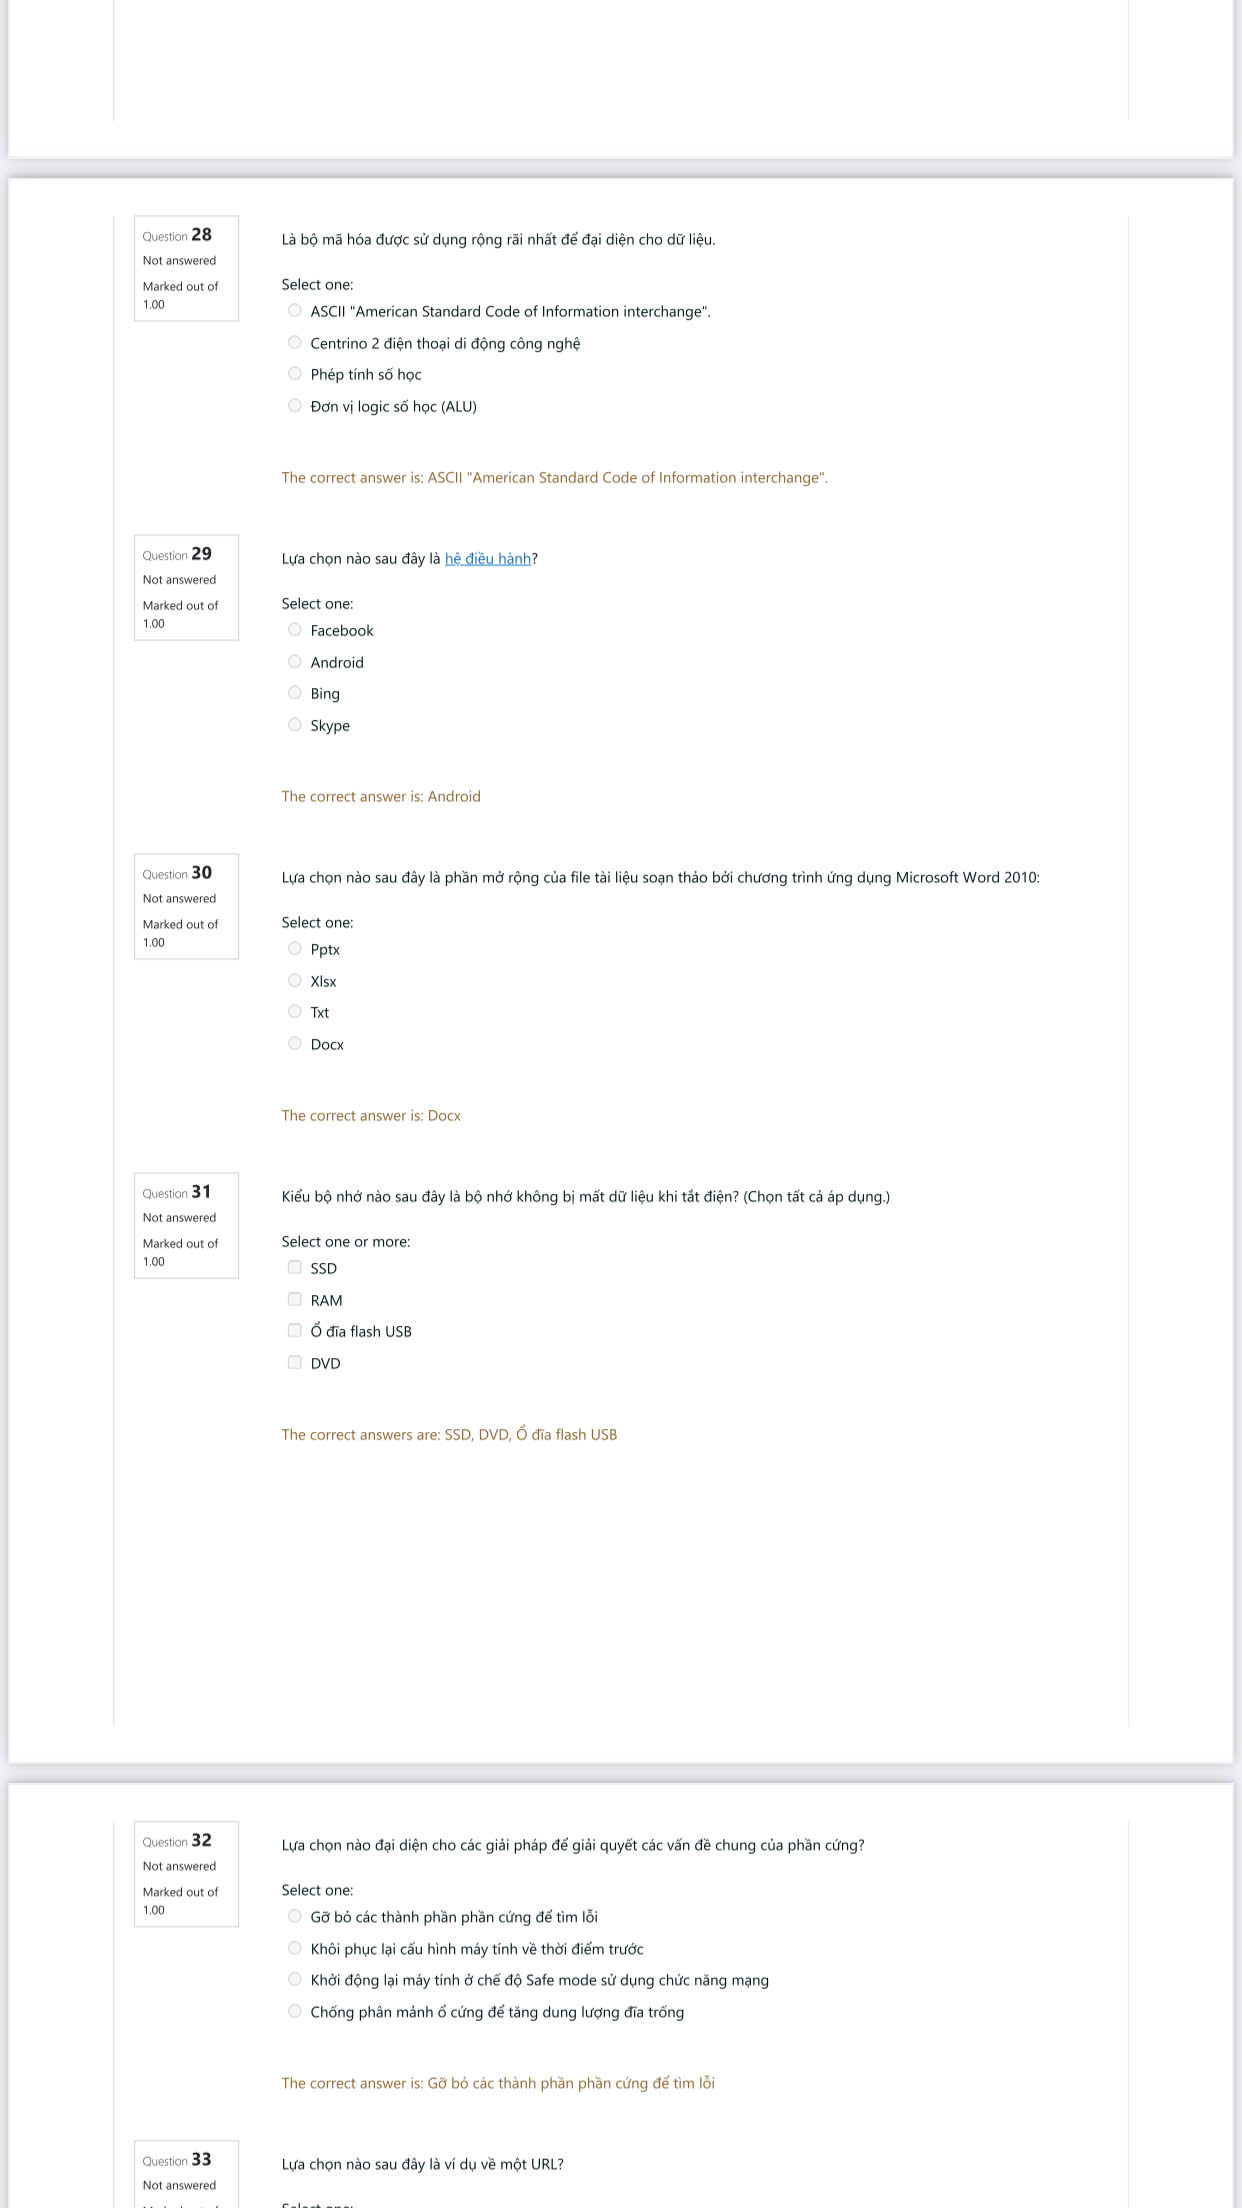 Question 28
Not answered
Marked out of
1.00
Là bộ mã hóa được sử dụng rộng rãi nhất để đại diện cho dữ liệu.
Select one:
ASCII "American Standard Code of Information interchange".
Centrino 2 điện thoại di động công nghệ
Phép tính số học
Đơn vị logic số học (ALU)
The correct answer is: ASCII "American Standard Code of Information interchange".
Question 29
Not answered
Marked out of
1.00
Lựa chọn nào sau đây là hệ điều hành?
Select one:
Facebook
Android
Bing
Skype
The correct answer is: Android
Question 30
Not answered
Marked out of
1.00
Lựa chọn nào sau đây là phần mở rộng của file tài liệu soạn thảo bởi chương trình ứng dụng Microsoft Word 2010:
Select one:
Pptx
Xlsx
Txt
Docx
The correct answer is: Docx
Question 31
Not answered
Marked out of
1.00
Kiểu bộ nhớ nào sau đây là bộ nhớ không bị mất dữ liệu khi tắt điện? (Chọn tất cả áp dụng.)
Select one or more:
SSD
RAM
Ổ đĩa flash USB
DVD
The correct answers are: SSD, DVD, Ổ đĩa flash USB
Question 32
Not answered
Marked out of
1.00
Lựa chọn nào đại diện cho các giải pháp để giải quyết các vấn đề chung của phần cứng?
Select one:
Gỡ bỏ các thành phần phần cứng để tìm lỗi
Khôi phục lại cấu hình máy tính về thời điểm trước
Khởi động lại máy tính ở chế độ Safe mode sử dụng chức năng mạng
Chống phân mảnh ổ cứng để tăng dung lượng đĩa trống
The correct answer is: Gỡ bỏ các thành phần phần cứng để tìm lỗi
Question 33
Not answered
Lựa chọn nào sau đây là ví dụ về một URL?